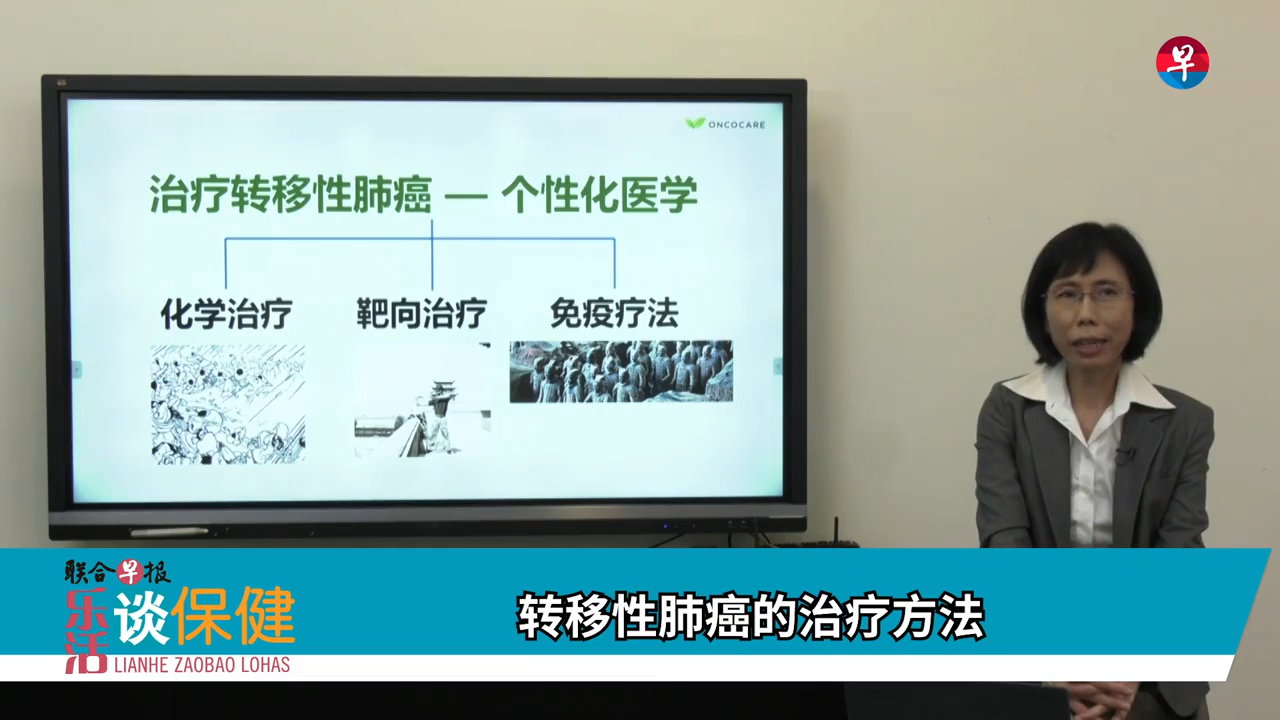 早
ONCOCARE
治疗转移性肺癌 — 个性化医学
化学治疗
靶向治疗
免疫疗法
联合早报
乐活
谈保健
LIANHE ZAOBAO LOHAS
转移性肺癌的治疗方法